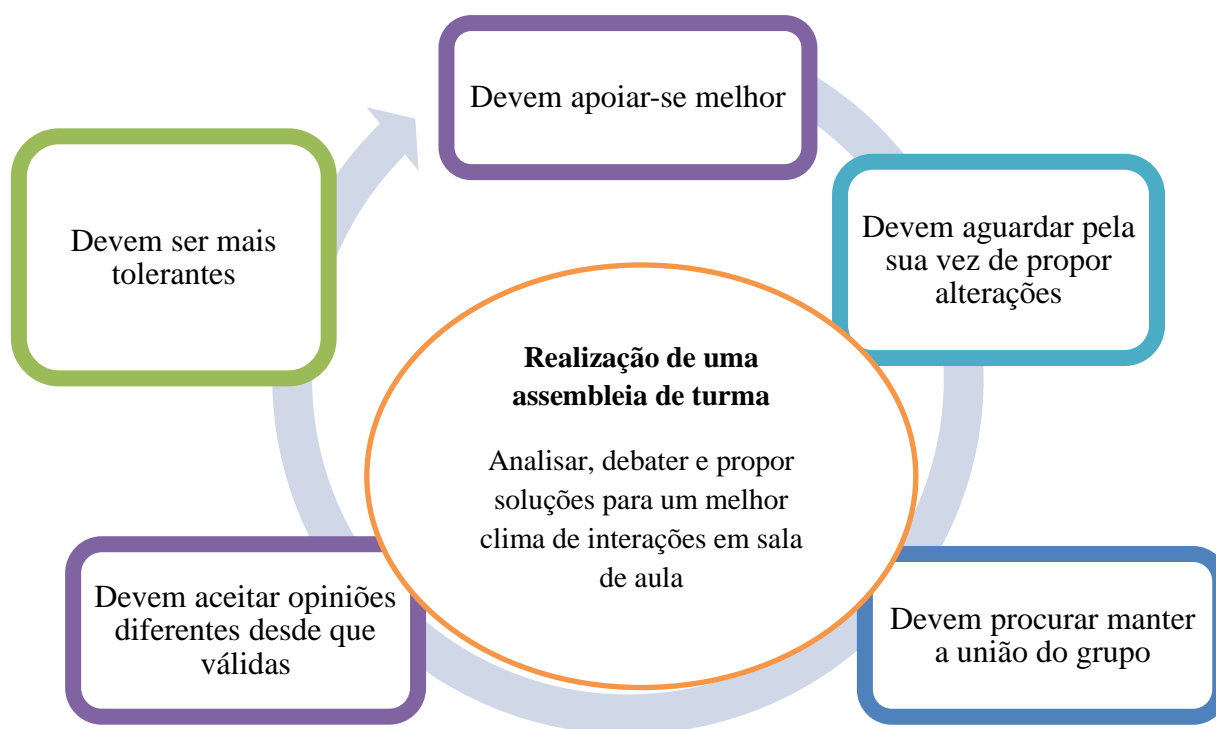 Devem apoiar-se melhor
Devem aguardar pela
sua vez de propor
alterações
Devem procurar manter
a união do grupo
Devem aceitar opiniões
diferentes desde que
válidas
Devem ser mais
tolerantes
Realização de uma
assembleia de turma
Analisar, debater e propor
soluções para um melhor
clima de interações em sala
de aula